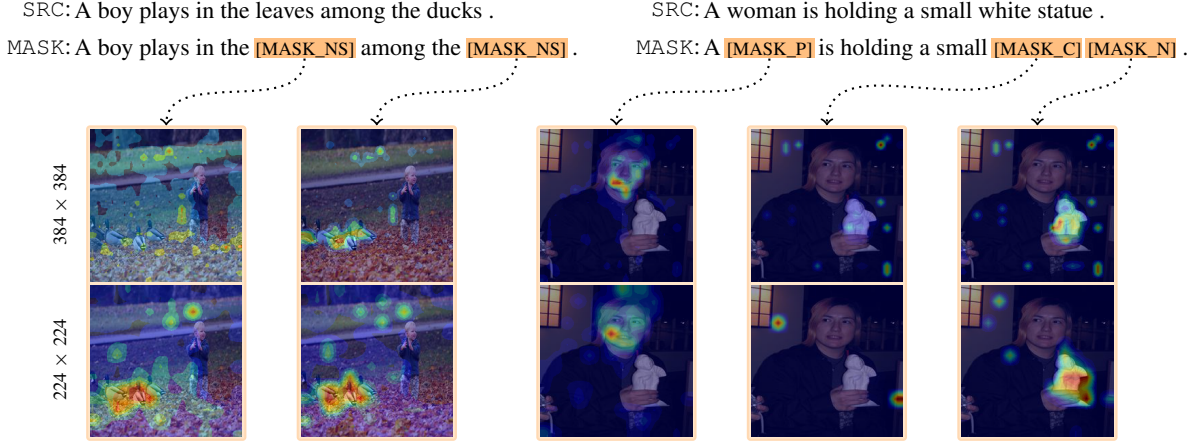 SRC: A boy plays in the leaves among the ducks .
MASK: A boy plays in the [MASK_NS] among the [MASK_NS] .
SRC: A woman is holding a small white statue .
MASK: A [MASK_P] is holding a small [MASK_C] [MASK_N] .
384 × 384
224 × 224